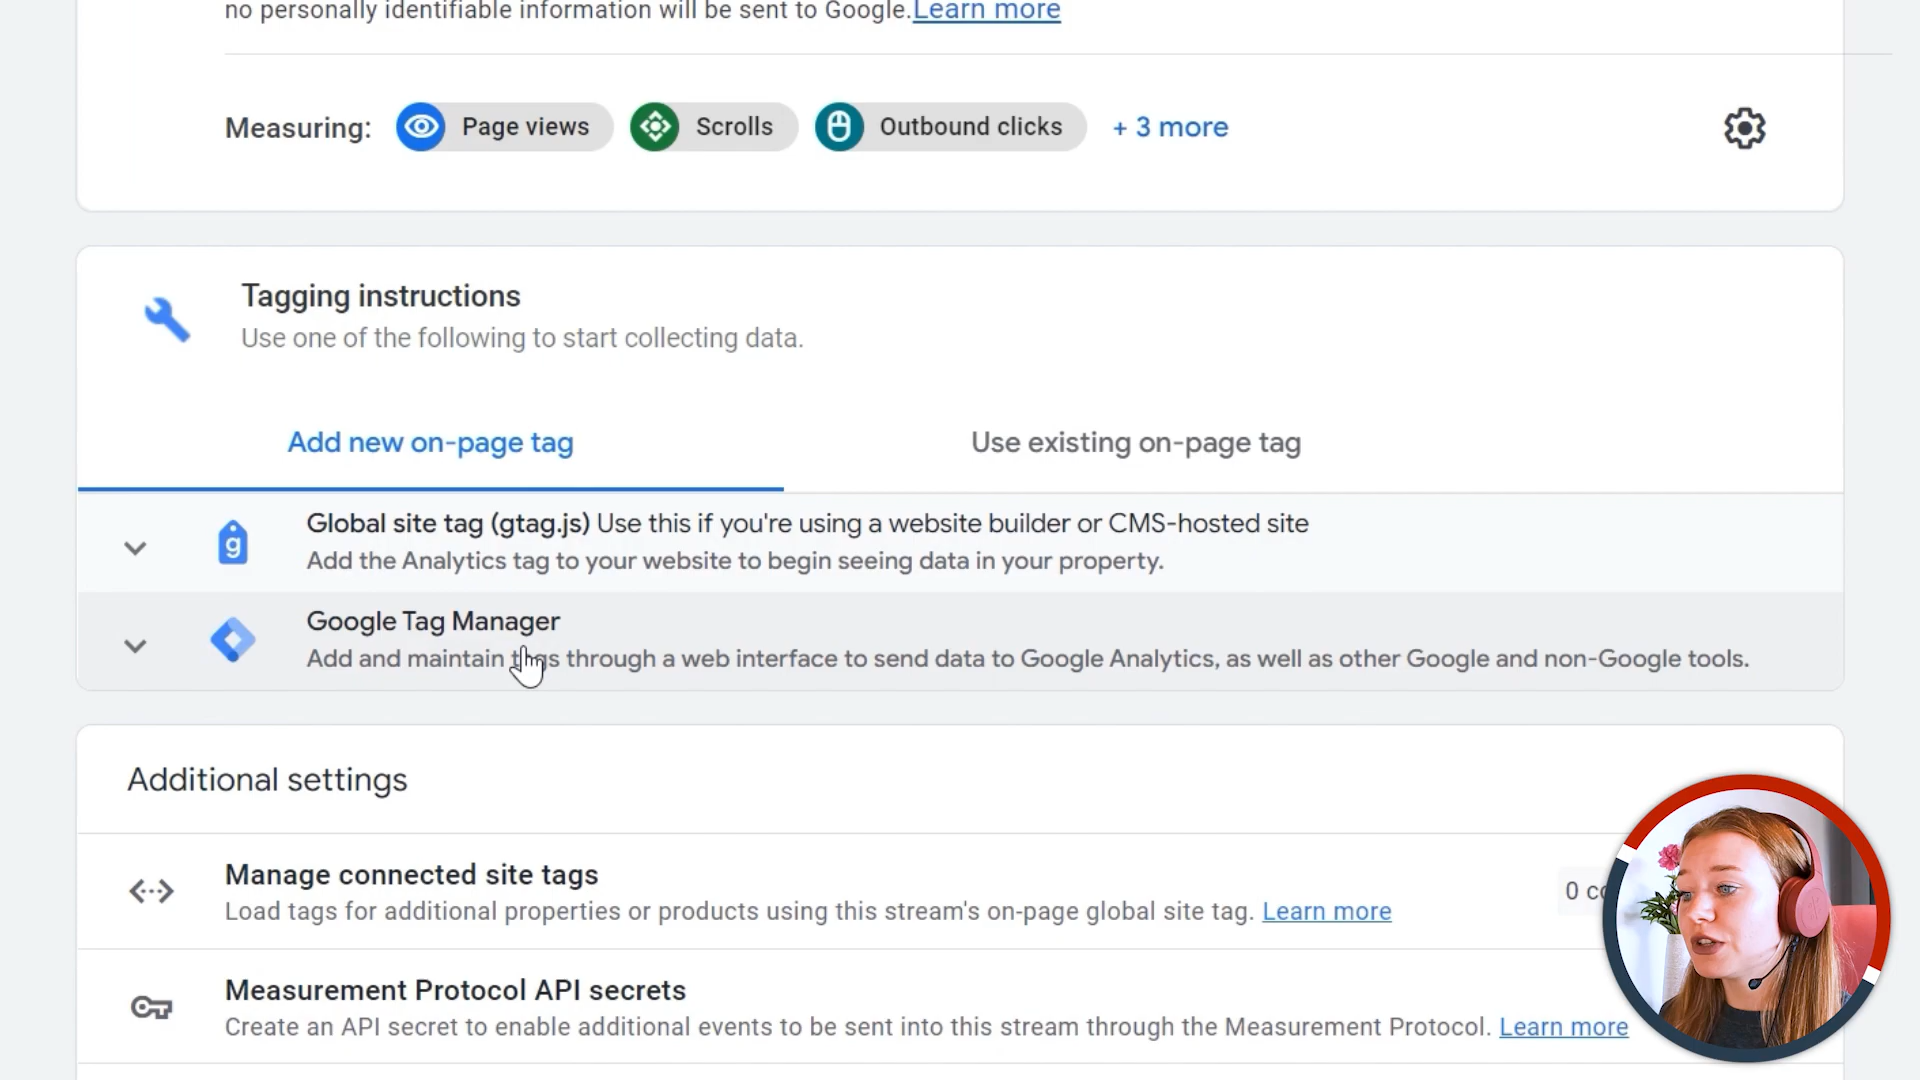 no personally identifiable information will be sent to Google. Learn more
Measuring:
Page views
Scrolls
Outbound clicks
+ 3 more
Tagging instructions
Use one of the following to start collecting data.
Add new on-page tag
Use existing on-page tag
g
Global site tag (gtag.js) Use this if you're using a website builder or CMS-hosted site
Add the Analytics tag to your website to begin seeing data in your property.
Google Tag Manager
Add and maintain tags through a web interface to send data to Google Analytics, as well as other Google and non-Google tools.
Additional settings
Manage connected site tags
0
Load tags for additional properties or products using this stream's on-page global site tag. Learn more
Measurement Protocol API secrets
Create an API secret to enable additional events to be sent into this stream through the Measurement Protocol. Learn more